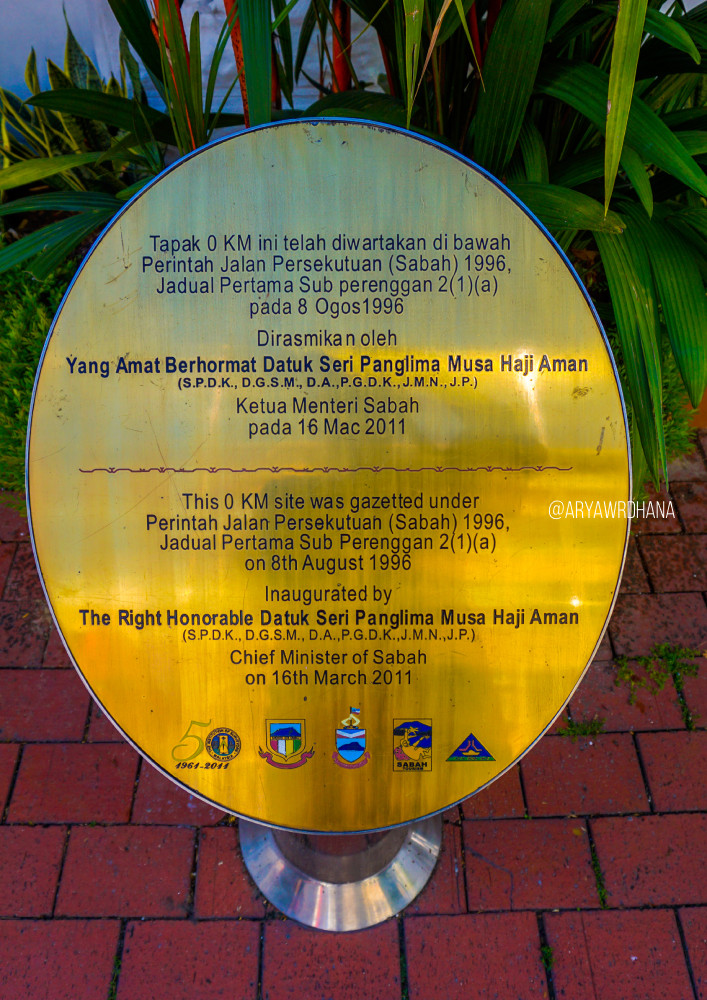 Tapak 0 KM ini telah diwartakan di bawah
Perintah Jalan Persekutuan (Sabah) 1996,
Jadual Pertama Sub perenggan 2(1)(a)
pada 8 Ogos1996
Dirasmikan oleh
Yang Amat Berhormat Datuk Seri Panglima Musa Haji Aman
(S.P.D.K., D.G.S.M., D.A.,P.G.D.K.,J.M.N.,J.P.)
Ketua Menteri Sabah
pada 16 Mac 2011
This 0 KM site was gazetted under
Perintah Jalan Persekutuan (Sabah) 1996,
Jadual Pertama Sub Perenggan 2(1)(a)
on 8th August 1996
@ARYAWRDHANA
Inaugurated by
The Right Honorable Datuk Seri Panglima Musa Haji Aman
(S.P.D.K., D.G.S.M., D.A.,P.G.D.K.,J.M.N.,J.P.)
Chief Minister of Sabah
on 16th March 2011
50
1961-2011
SABAH